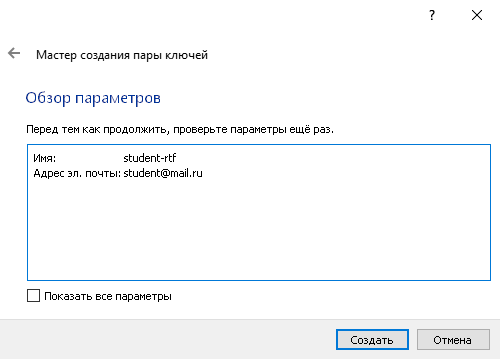 ?
Мастер создания пары ключей
Обзор параметров
Перед тем как продолжить, проверьте параметры ещё раз.
Имя: student-rtf
Адрес эл. почты: student@mail.ru
Показать все параметры
Создать Отмена